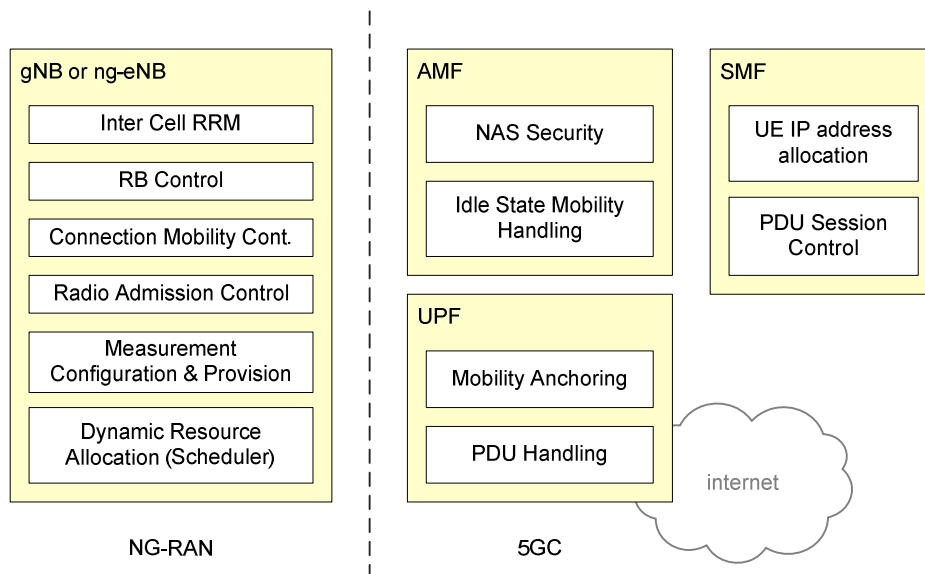 gNB or ng-eNB
Inter Cell RRM
RB Control
Connection Mobility Cont.
Radio Admission Control
Measurement
Configuration & Provision
Dynamic Resource
Allocation (Scheduler)
NG-RAN
AMF
NAS Security
Idle State Mobility
Handling
SMF
UE IP address
allocation
PDU Session
Control
UPF
Mobility Anchoring
PDU Handling
internet
5GC